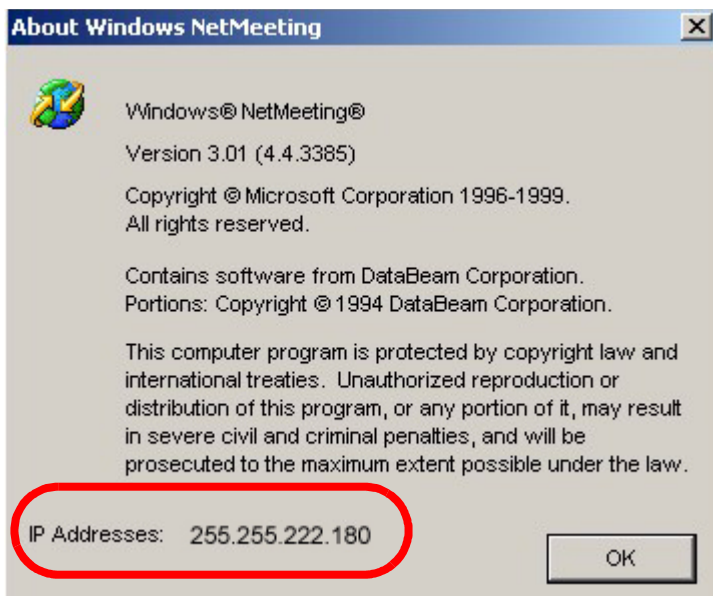 About Windows NetMeeting
Windows® NetMeeting®
Version 3.01 (4.4.3385)
Copyright © Microsoft Corporation 1996-1999.
All rights reserved.
Contains software from DataBeam Corporation.
Portions: Copyright © 1994 DataBeam Corporation.
This computer program is protected by copyright law and
international treaties. Unauthorized reproduction or
distribution of this program, or any portion of it, may result
in severe civil and criminal penalties, and will be
prosecuted to the maximum extent possible under the law.
IP Addresses: 255.255.222.180
OK